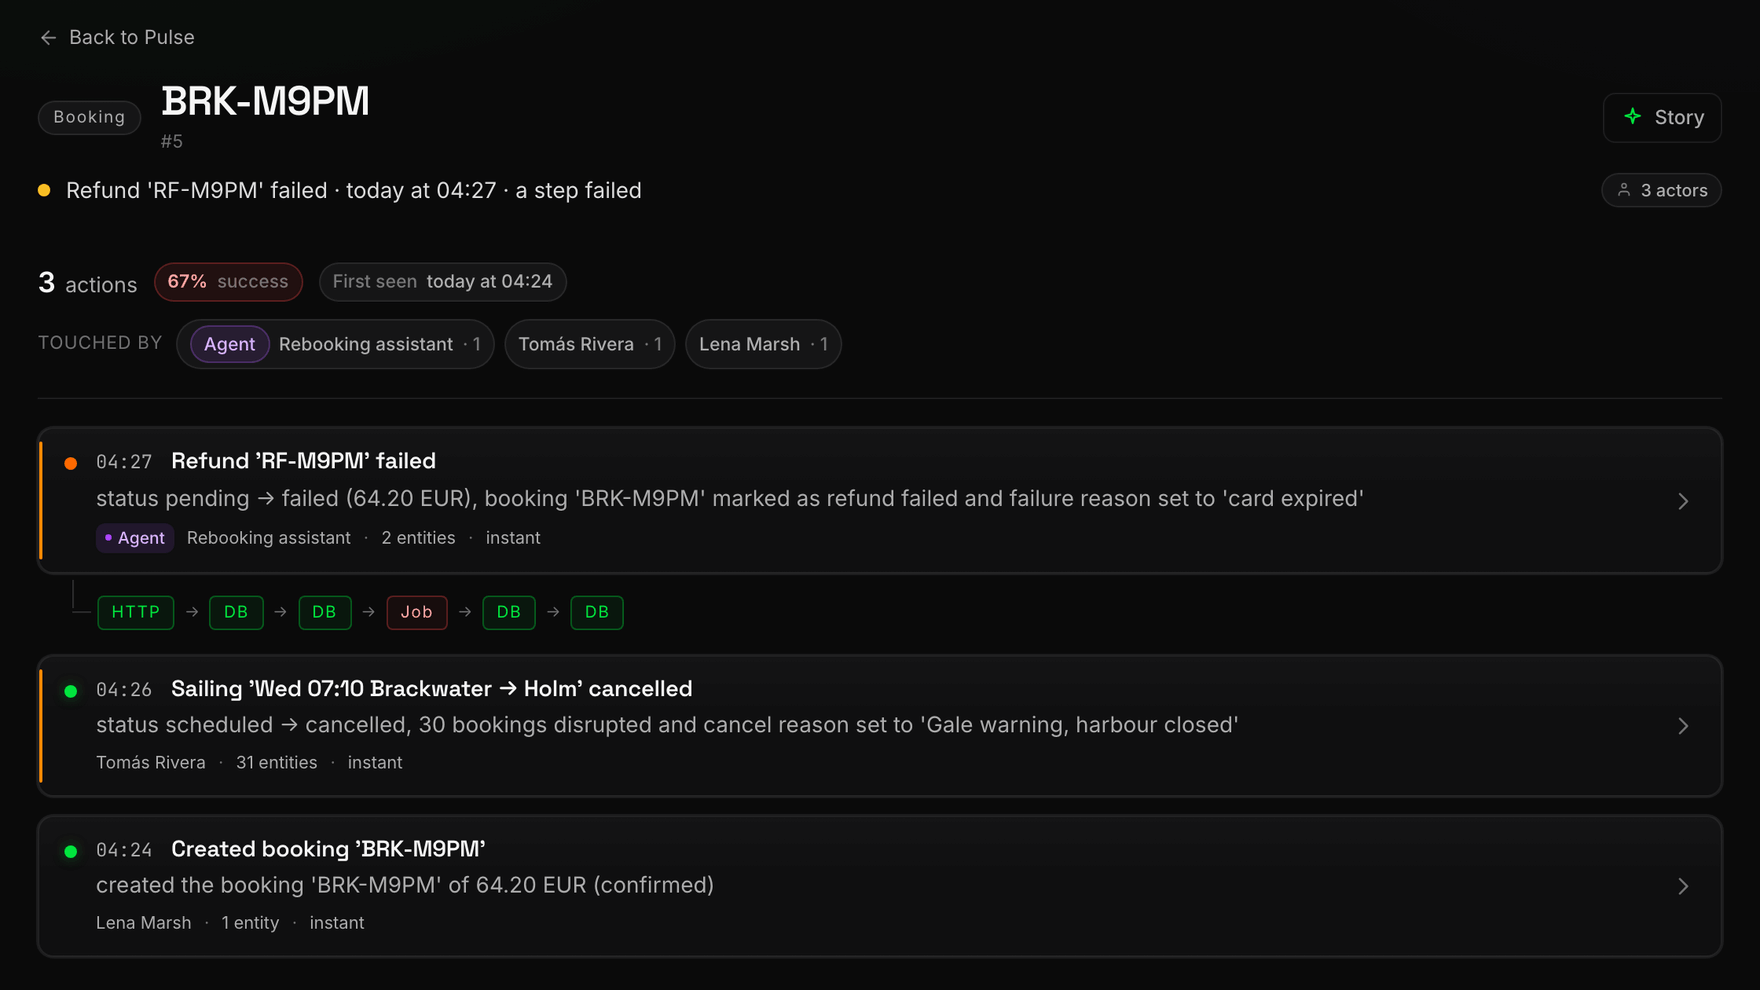 ← Back to Pulse
Booking
BRK-M9PM
#5
Story
Refund 'RF-M9PM' failed · today at 04:27 · a step failed
3 actors
3 actions
67% success
First seen today at 04:24
TOUCHED BY
Agent Rebooking assistant · 1
Tomás Rivera · 1
Lena Marsh · 1
04:27 Refund 'RF-M9PM' failed
status pending → failed (64.20 EUR), booking 'BRK-M9PM' marked as refund failed and failure reason set to 'card expired'
Agent Rebooking assistant · 2 entities · instant
HTTP → DB → DB → Job → DB → DB
04:26 Sailing 'Wed 07:10 Brackwater → Holm' cancelled
status scheduled → cancelled, 30 bookings disrupted and cancel reason set to 'Gale warning, harbour closed'
Tomás Rivera · 31 entities · instant
04:24 Created booking 'BRK-M9PM'
created the booking 'BRK-M9PM' of 64.20 EUR (confirmed)
Lena Marsh · 1 entity · instant